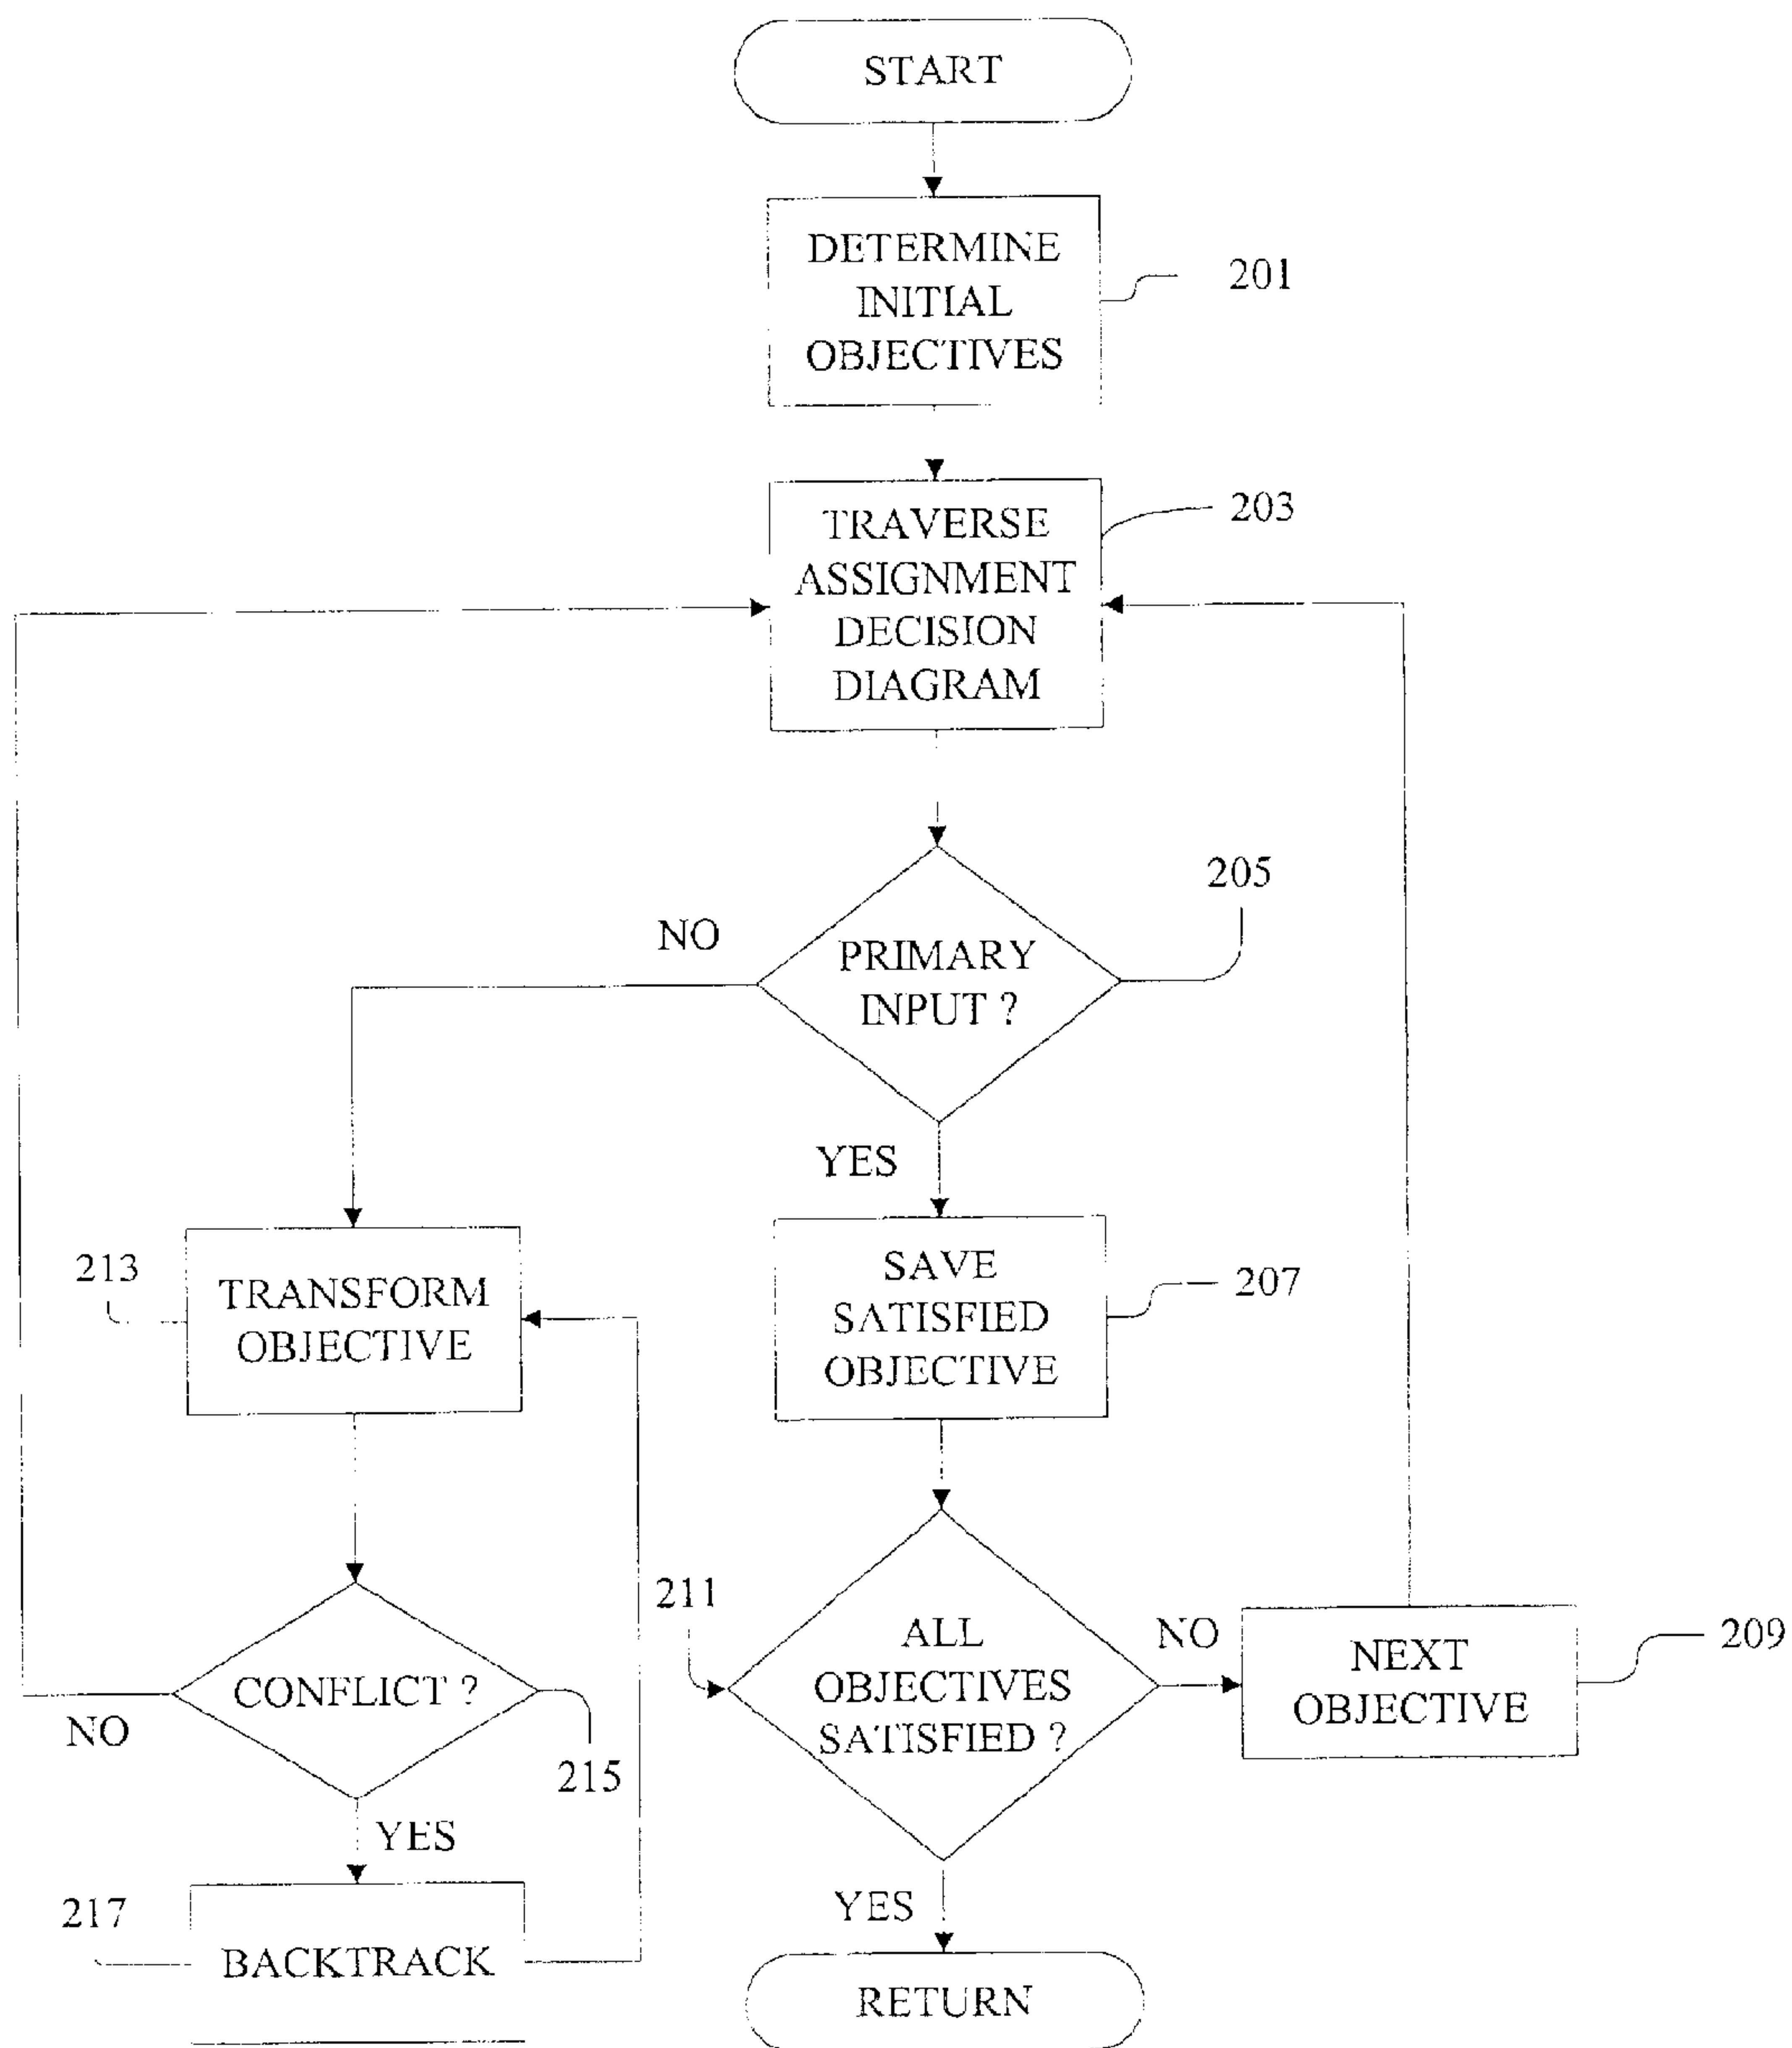 START
DETERMINE
INITIAL
OBJECTIVES
201
TRAVERSE
ASSIGNMENT
DECISION
DIAGRAM
203
PRIMARY
INPUT ?
205
NO
YES
213
TRANSFORM
OBJECTIVE
SAVE
SATISFIED
OBJECTIVE
207
CONFLICT ?
215
NO
YES
211
ALL
OBJECTIVES
SATISFIED ?
NO
NEXT
OBJECTIVE
209
217
BACKTRACK
YES
RETURN